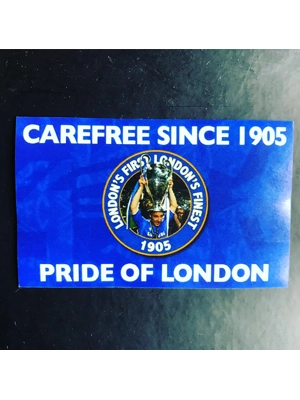 CAREFREE SINCE 1905
LONDON'S FIRST LONDON'S FINEST
1905
PRIDE OF LONDON